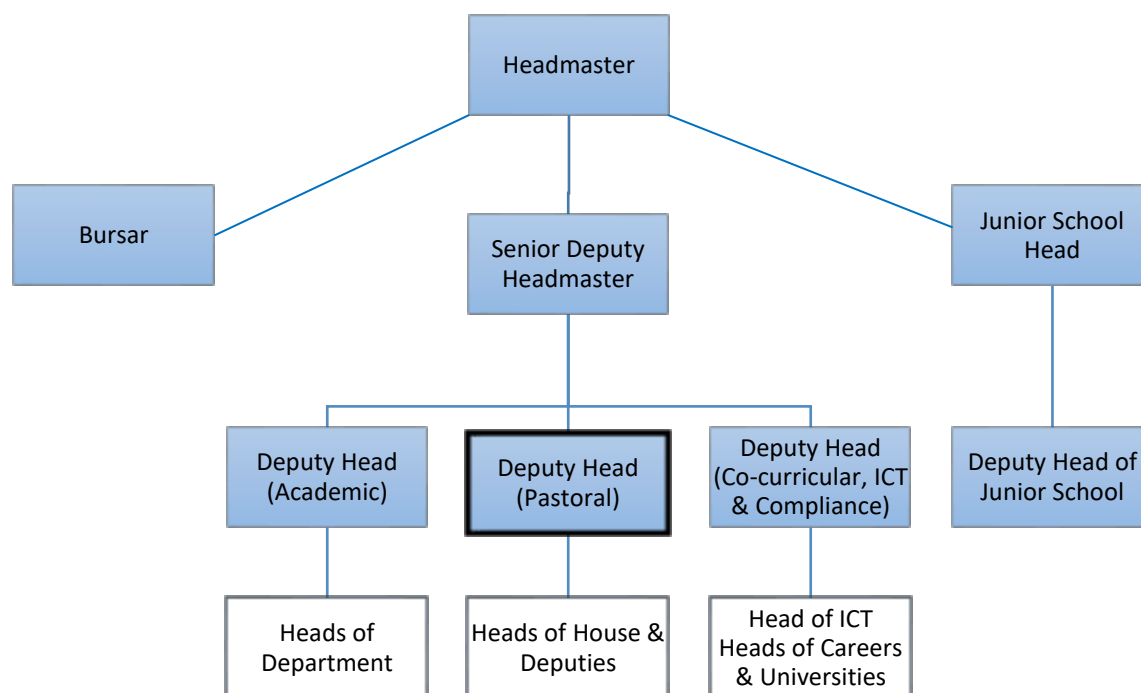 Headmaster
Bursar
Senior Deputy
Headmaster
Junior School
Head
Deputy Head
(Academic)
Deputy Head
(Pastoral)
Deputy Head
(Co-curricular, ICT
& Compliance)
Deputy Head of
Junior School
Heads of
Department
Heads of House &
Deputies
Head of ICT
Heads of Careers
& Universities